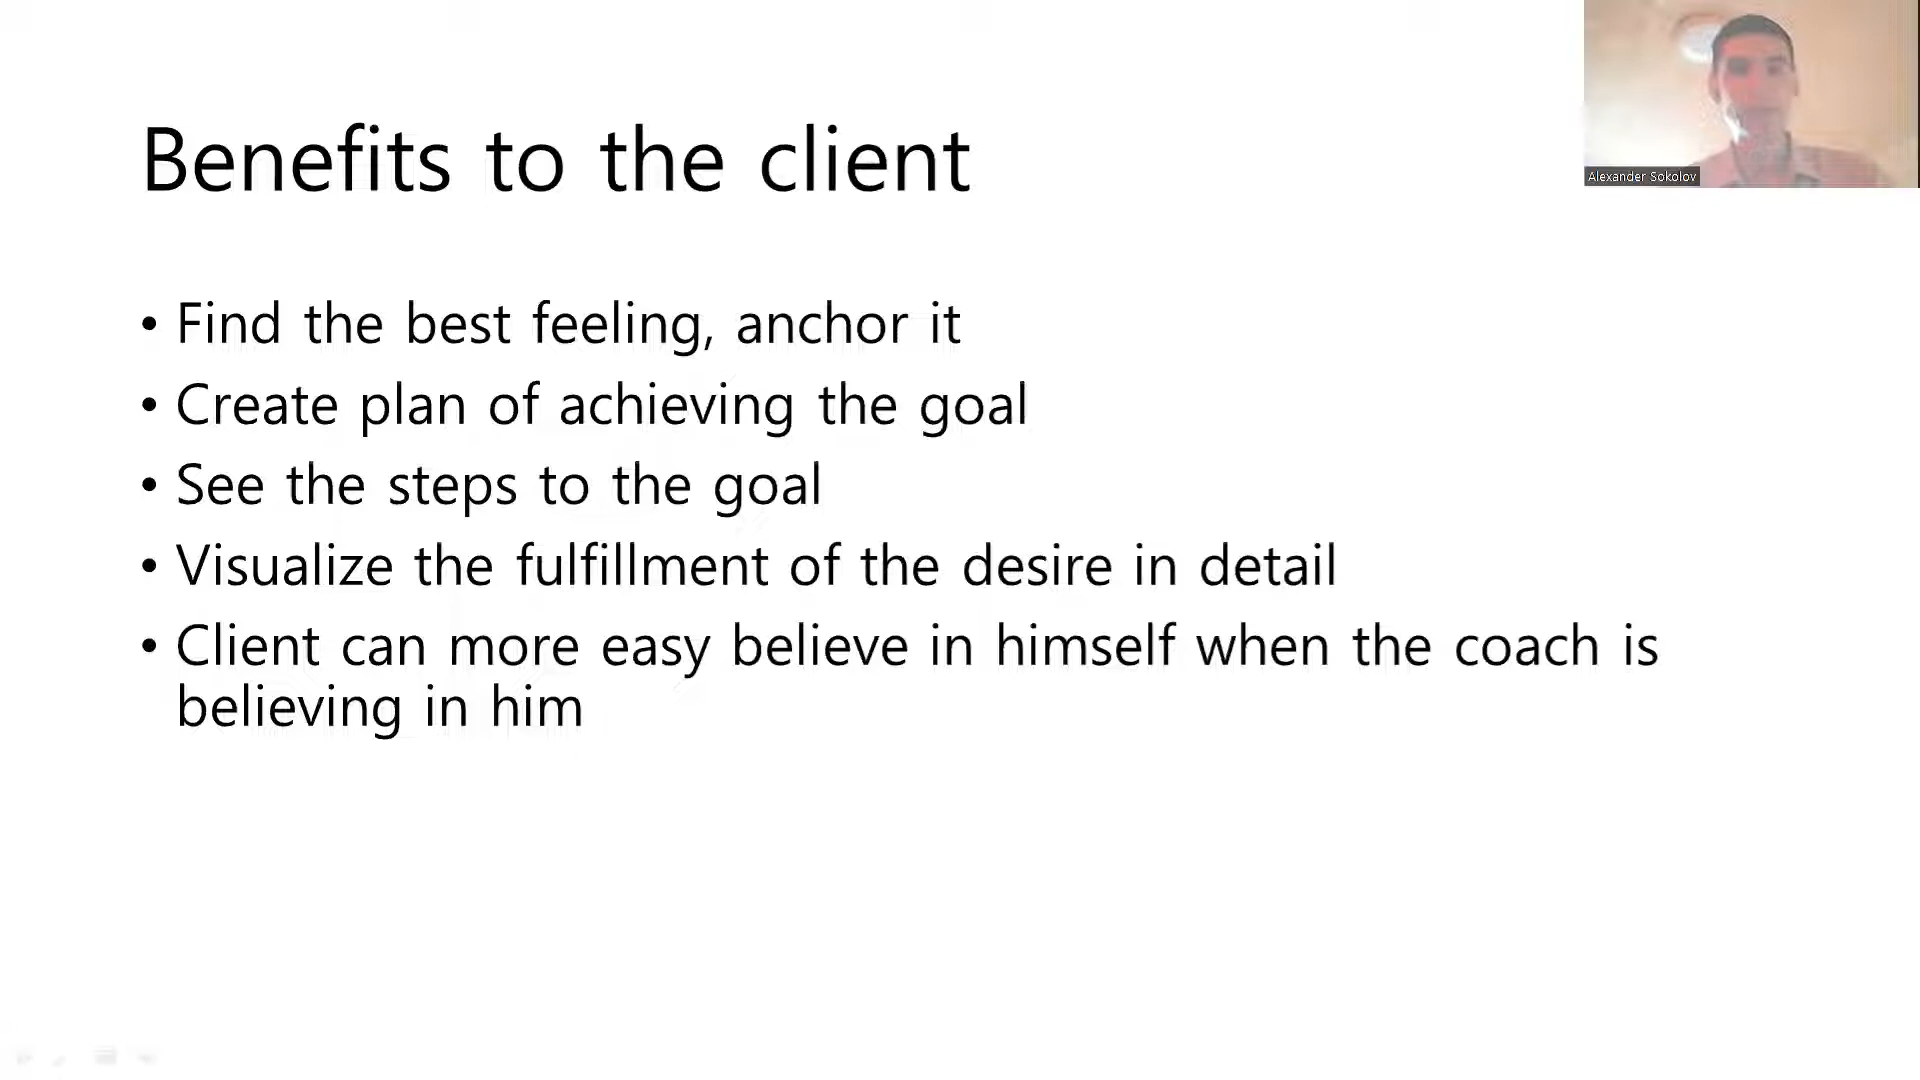 Benefits to the client
Alexander Sokolov
• Find the best feeling, anchor it
• Create plan of achieving the goal
• See the steps to the goal
• Visualize the fulfillment of the desire in detail
• Client can more easy believe in himself when the coach is
believing in him